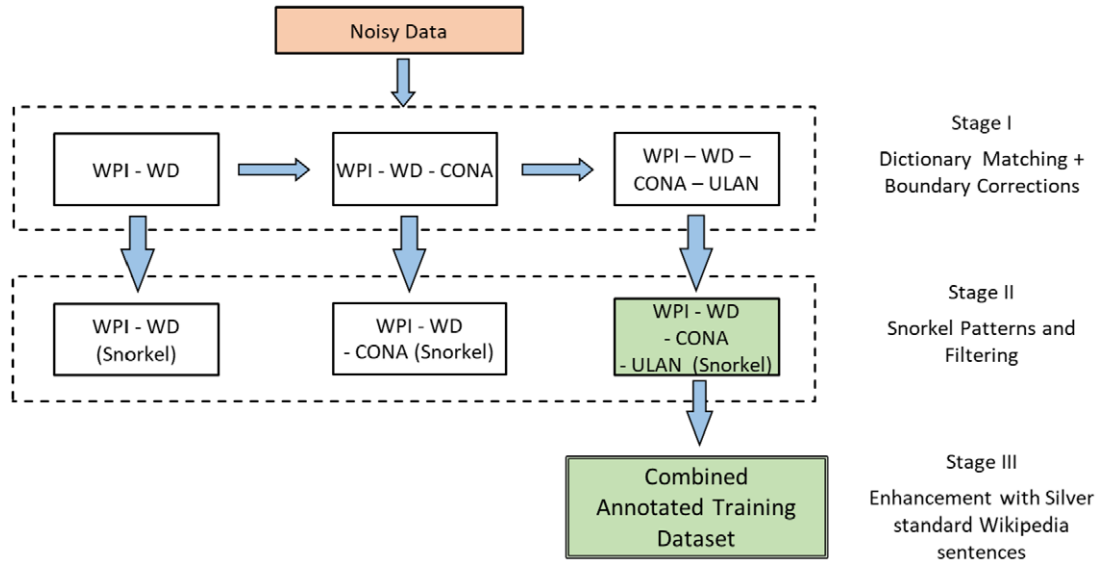 Noisy Data
WPI - WD
WPI - WD - CONA
WPI – WD –
CONA – ULAN
Stage I
Dictionary Matching +
Boundary Corrections
WPI - WD
(Snorkel)
WPI - WD
- CONA (Snorkel)
WPI - WD
- CONA
- ULAN (Snorkel)
Stage II
Snorkel Patterns and
Filtering
Combined
Annotated Training
Dataset
Stage III
Enhancement with Silver
standard Wikipedia
sentences